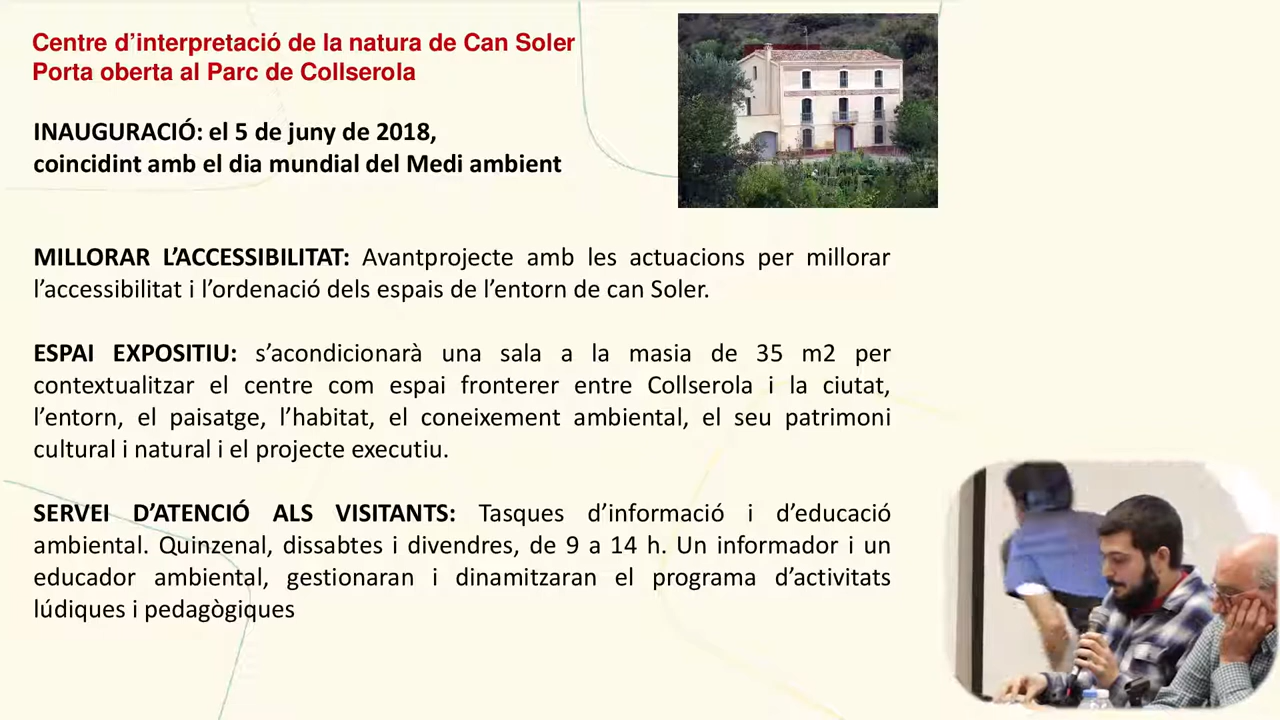 Centre d’interpretació de la natura de Can Soler
Porta oberta al Parc de Collserola
INAUGURACIÓ: el 5 de juny de 2018,
coincidint amb el dia mundial del Medi ambient
MILLORAR L’ACCESSIBILITAT: Avantprojecte amb les actuacions per millorar
l’accessibilitat i l’ordenació dels espais de l’entorn de can Soler.
ESPAI EXPOSITIU: s’acondicionarà una sala a la masia de 35 m2 per
contextualitzar el centre com espai fronterer entre Collserola i la ciutat,
l’entorn, el paisatge, l’habitat, el coneixement ambiental, el seu patrimoni
cultural i natural i el projecte executiu.
SERVEI D’ATENCIÓ ALS VISITANTS: Tasques d’informació i d’educació
ambiental. Quinzenal, dissabtes i divendres, de 9 a 14 h. Un informador i un
educador ambiental, gestionaran i dinamitzaran el programa d’activitats
lúdiques i pedagògiques